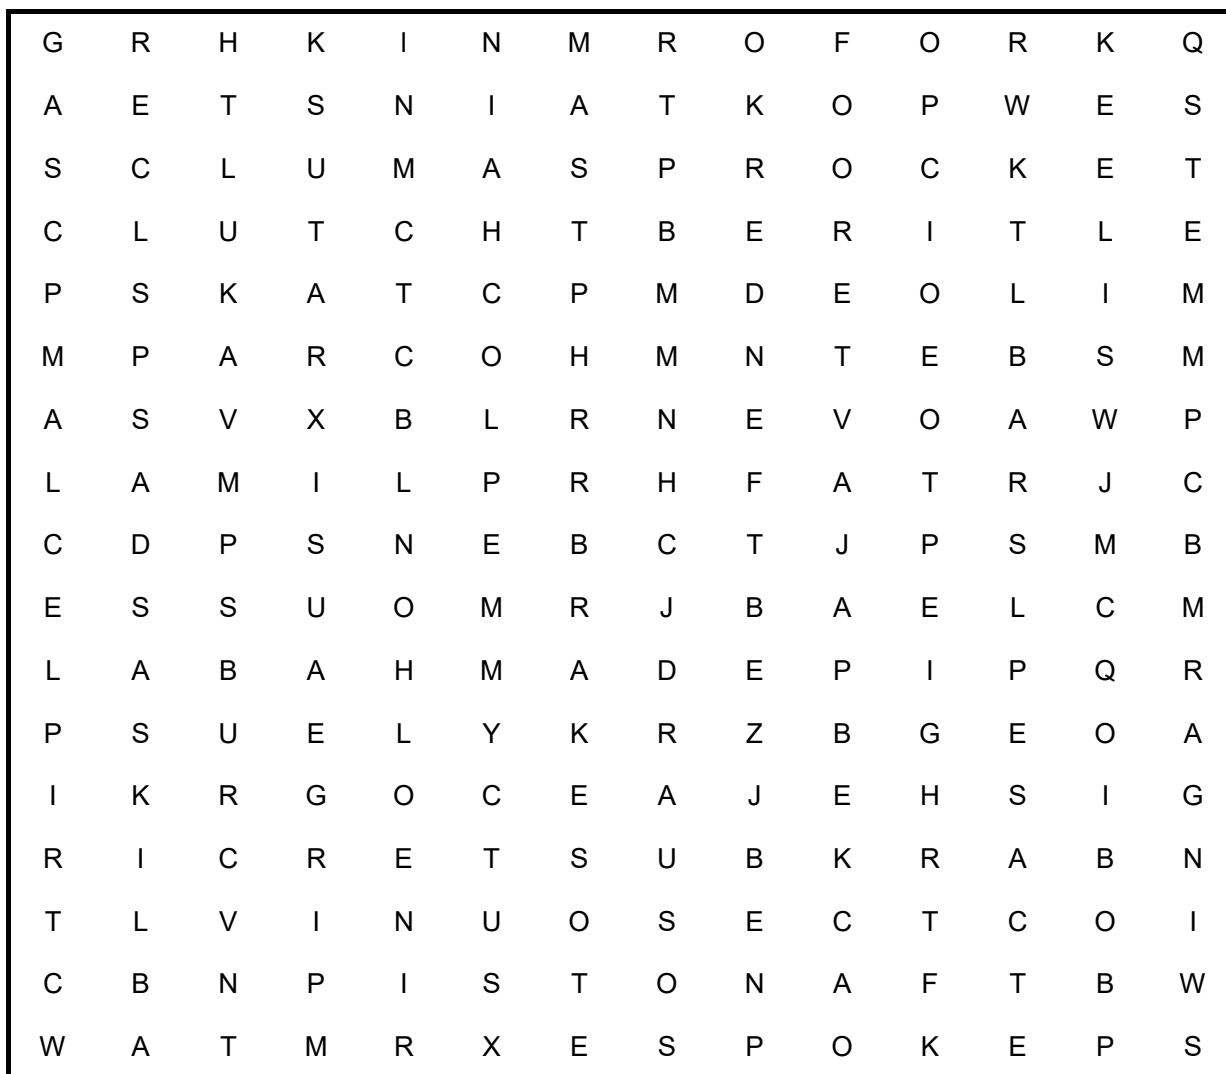 G R H K I N M R O F O R K Q
A E T S N I A T K O P W E S
S C L U M A S P R O C K E T
C L U T C H T B E R I T L E
P S K A T C P M D E O L I M
M P A R C O H M N T E B S M
A S V X B L R N E V O A W P
L A M I L P R H F A T R J C
C D P S N E B C T J P S M B
E S S U O M R J B A E L C M
L A B A H M A D E P I P Q R
P S U E L Y K R Z B G E O A
I K R G O C E A J E H S I G
R I C R E T S U B K R A B N
T L V I N U O S E C T C O I
C B N P I S T O N A F T B W
W A T M R X E S P O K E P S